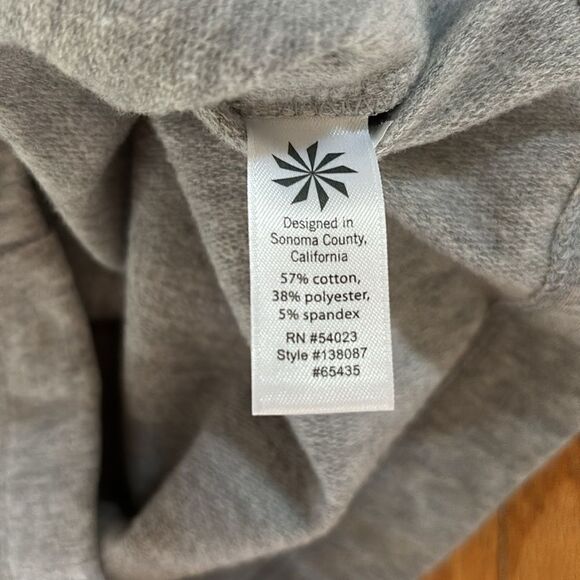 Designed in
Sonoma County,
California
57% cotton,
38% polyester,
5% spandex
RN #54023
Style #138087
#65435